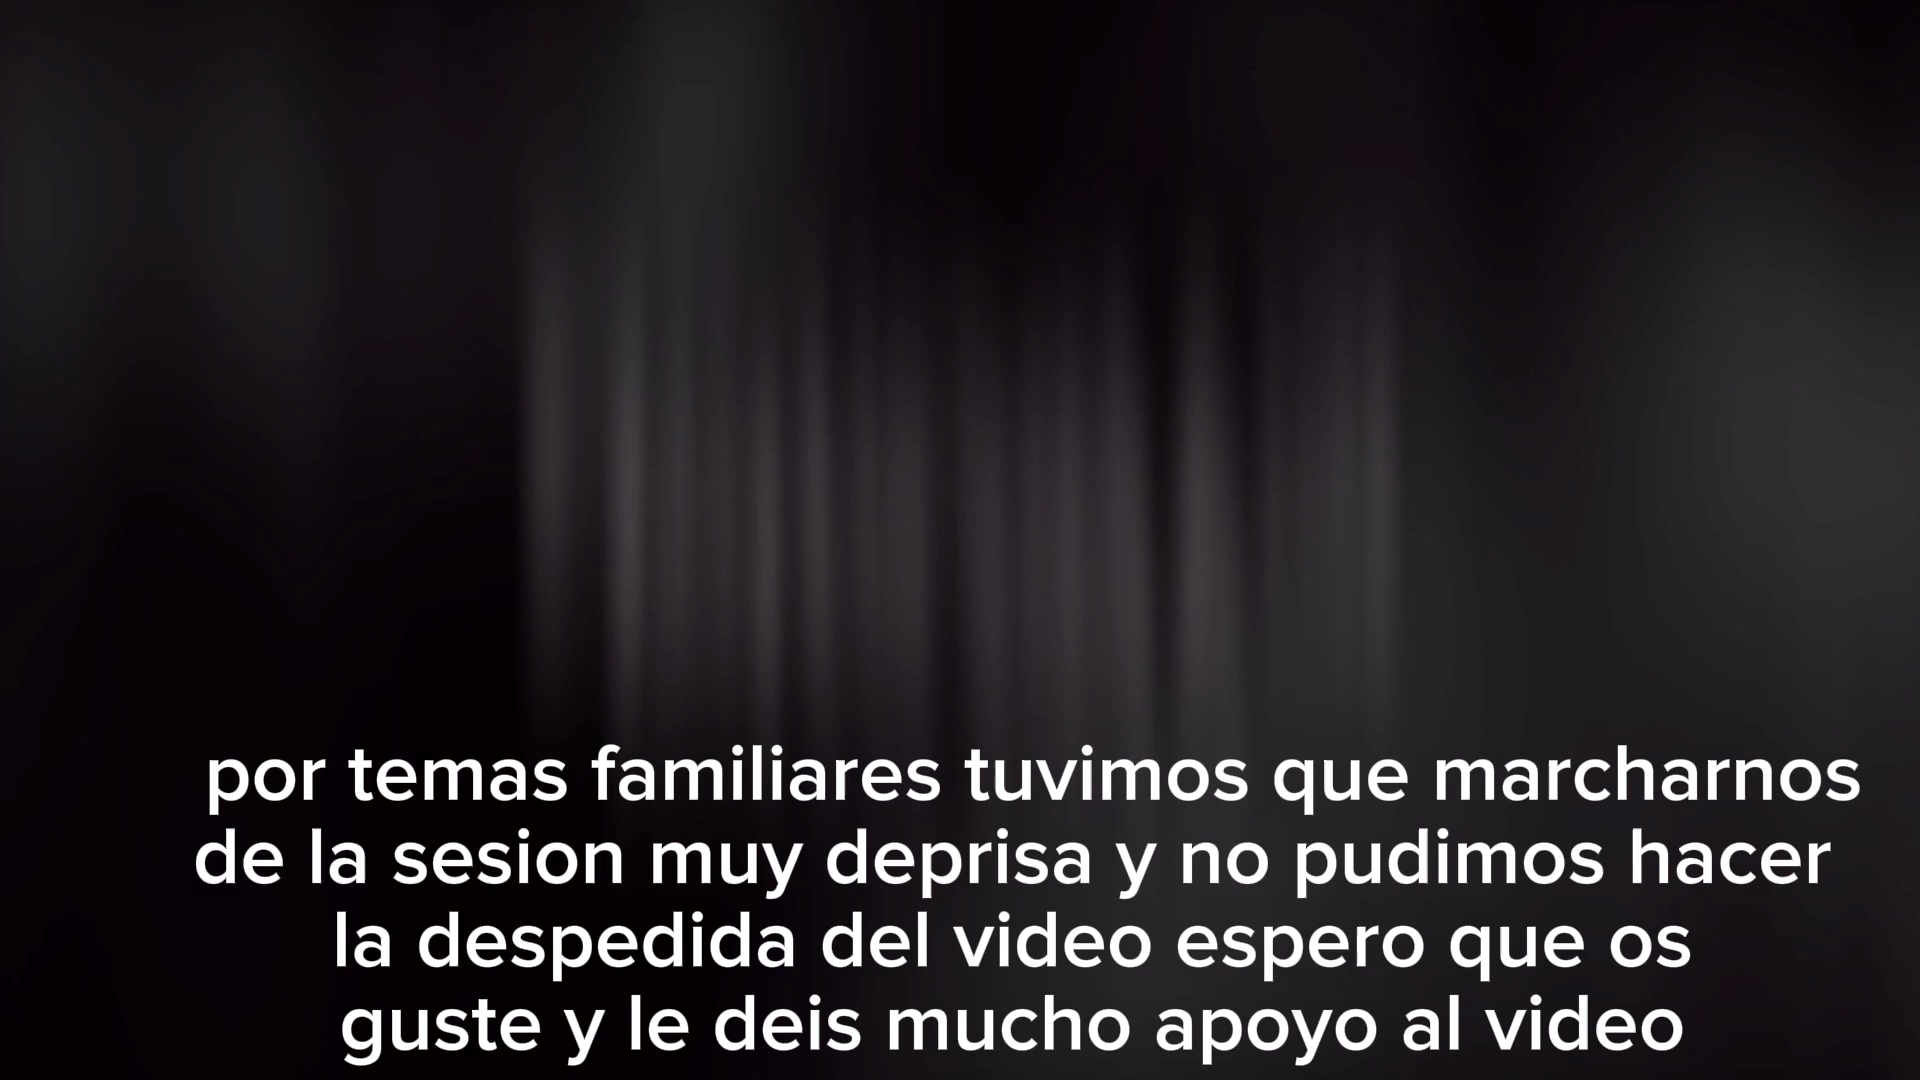 por temas familiares tuvimos que marcharnos
de la sesion muy deprisa y no pudimos hacer
la despedida del video espero que os
guste y le deis mucho apoyo al video